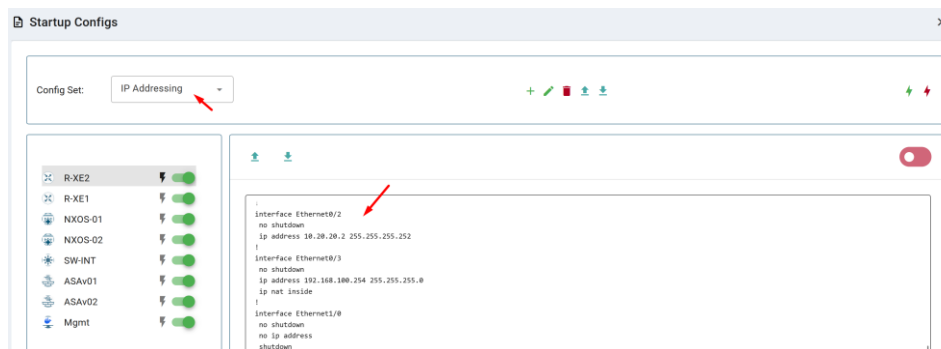 Startup Configs
Config Set:
IP Addressing
R-XE2
R-XE1
NXOS-01
NXOS-02
SW-INT
ASAv01
ASAv02
Mgmt
interface Ethernet0/2
no shutdown
ip address 10.20.20.2 255.255.255.252
!
interface Ethernet0/3
no shutdown
ip address 192.168.100.254 255.255.255.0
ip nat inside
!
interface Ethernet1/0
no shutdown
no ip address
shutdown